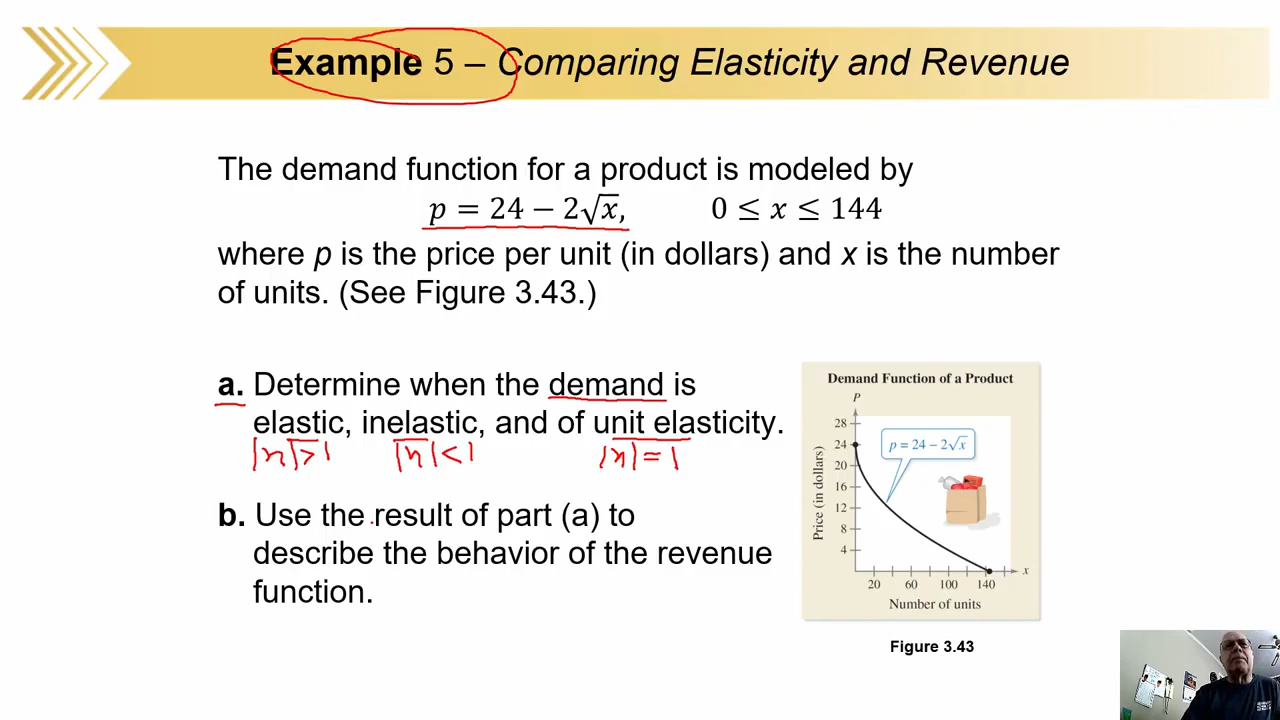 Example 5 – Comparing Elasticity and Revenue
The demand function for a product is modeled by
p = 24 − 2√x, 0 ≤ x ≤ 144
where p is the price per unit (in dollars) and x is the number
of units. (See Figure 3.43.)
a. Determine when the demand is
elastic, inelastic, and of unit elasticity.
|η|>1 |η|<1 |η|=1
b. Use the result of part (a) to
describe the behavior of the revenue
function.
Demand Function of a Product
P
28
24
20
16
12
8
4
p = 24 − 2√x
Price (in dollars)
x
20 60 100 140
Number of units
Figure 3.43